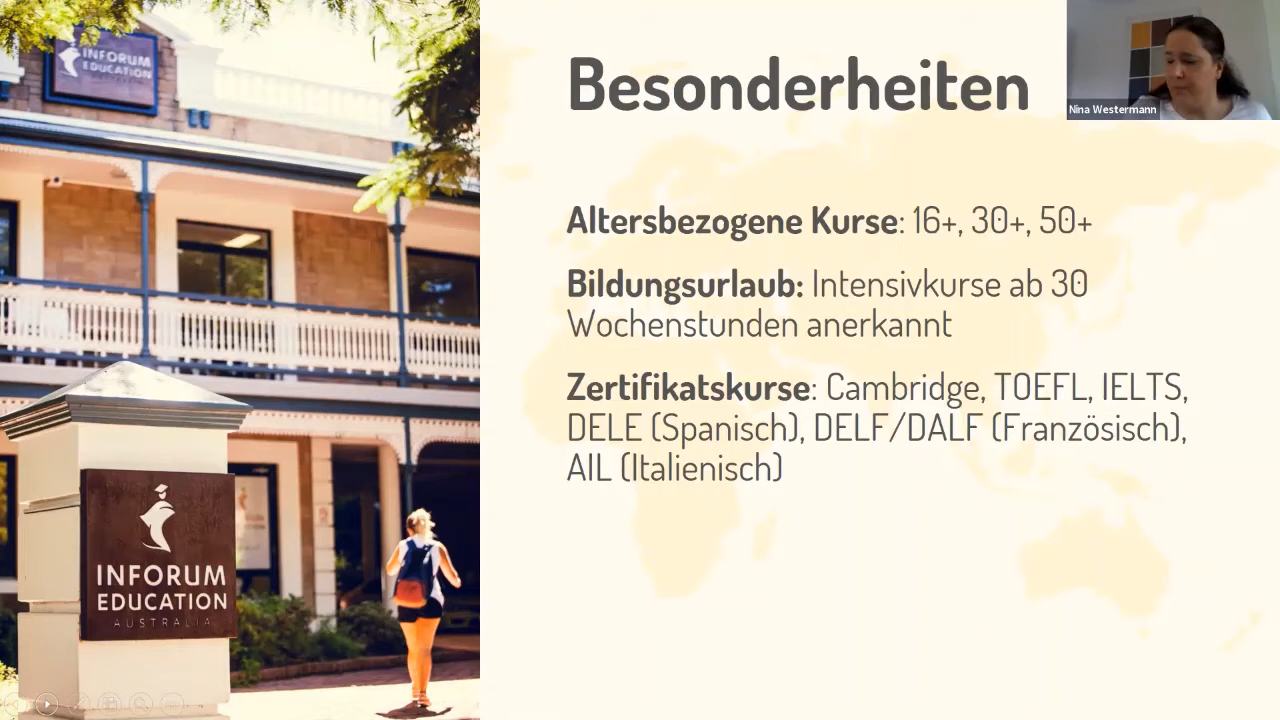 INFORUM
EDUCATION
Besonderheiten
Nina Westermann
Altersbezogene Kurse: 16+, 30+, 50+
Bildungsurlaub: Intensivkurse ab 30
Wochenstunden anerkannt
Zertifikatskurse: Cambridge, TOEFL, IELTS,
DELE (Spanisch), DELF/DALF (Französisch),
AIL (Italienisch)
INFORUM
EDUCATION
AUSTRALIA